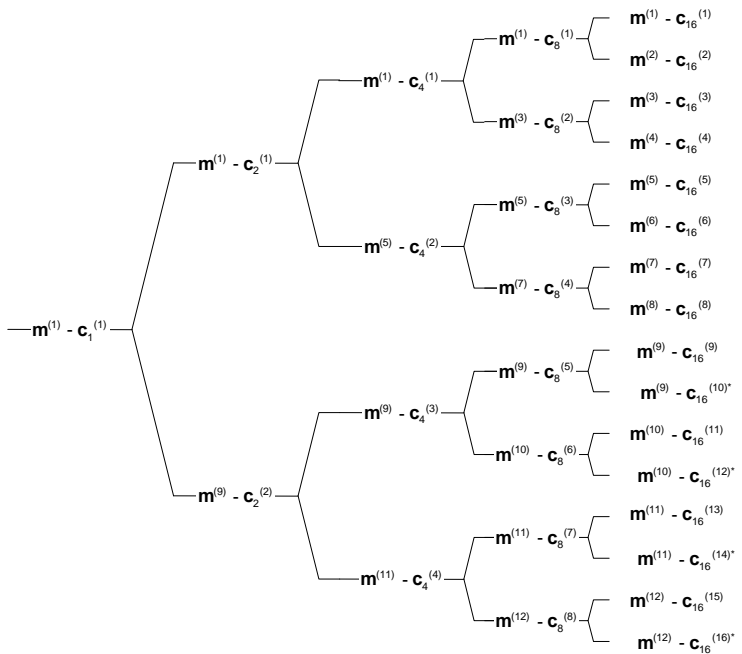 m(1) - c1(1)
m(1) - c2(1)
m(9) - c2(2)
m(1) - c4(1)
m(5) - c4(2)
m(9) - c4(3)
m(11) - c4(4)
m(1) - c8(1)
m(3) - c8(2)
m(5) - c8(3)
m(7) - c8(4)
m(9) - c8(5)
m(10) - c8(6)
m(11) - c8(7)
m(12) - c8(8)
m(1) - c16(1)
m(2) - c16(2)
m(3) - c16(3)
m(4) - c16(4)
m(5) - c16(5)
m(6) - c16(6)
m(7) - c16(7)
m(8) - c16(8)
m(9) - c16(9)
m(9) - c16(10)*
m(10) - c16(11)
m(10) - c16(12)*
m(11) - c16(13)
m(11) - c16(14)*
m(12) - c16(15)
m(12) - c16(16)*